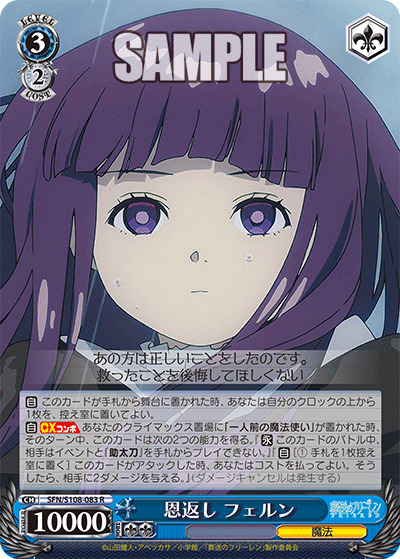 LEVEL
3
2
COST
SAMPLE
あの方は正しいことをしたのです。
救ったことを後悔してほしくない
自 このカードが手札から舞台に置かれた時、あなたは自分のクロックの上から
1枚を、控え室に置いてよい。
自 CXコンボ あなたのクライマックス置場に「一人前の魔法使い」が置かれた時、
そのターン中、このカードは次の2つの能力を得る。『永 このカードのバトル中、
相手はイベントと「助太刀」を手札からプレイできない。』『自 [① 手札を1枚控え
室に置く] このカードがアタックした時、あなたはコストを払ってよい。そうし
たら、相手に2ダメージを与える。』（ダメージキャンセルは発生する）
CH
SFN/S108-083 R
10000
恩返し フェルン
葬送のフリーレン
魔法
©山田鐘人・アベツカサ／小学館／「葬送のフリーレン」製作委員会